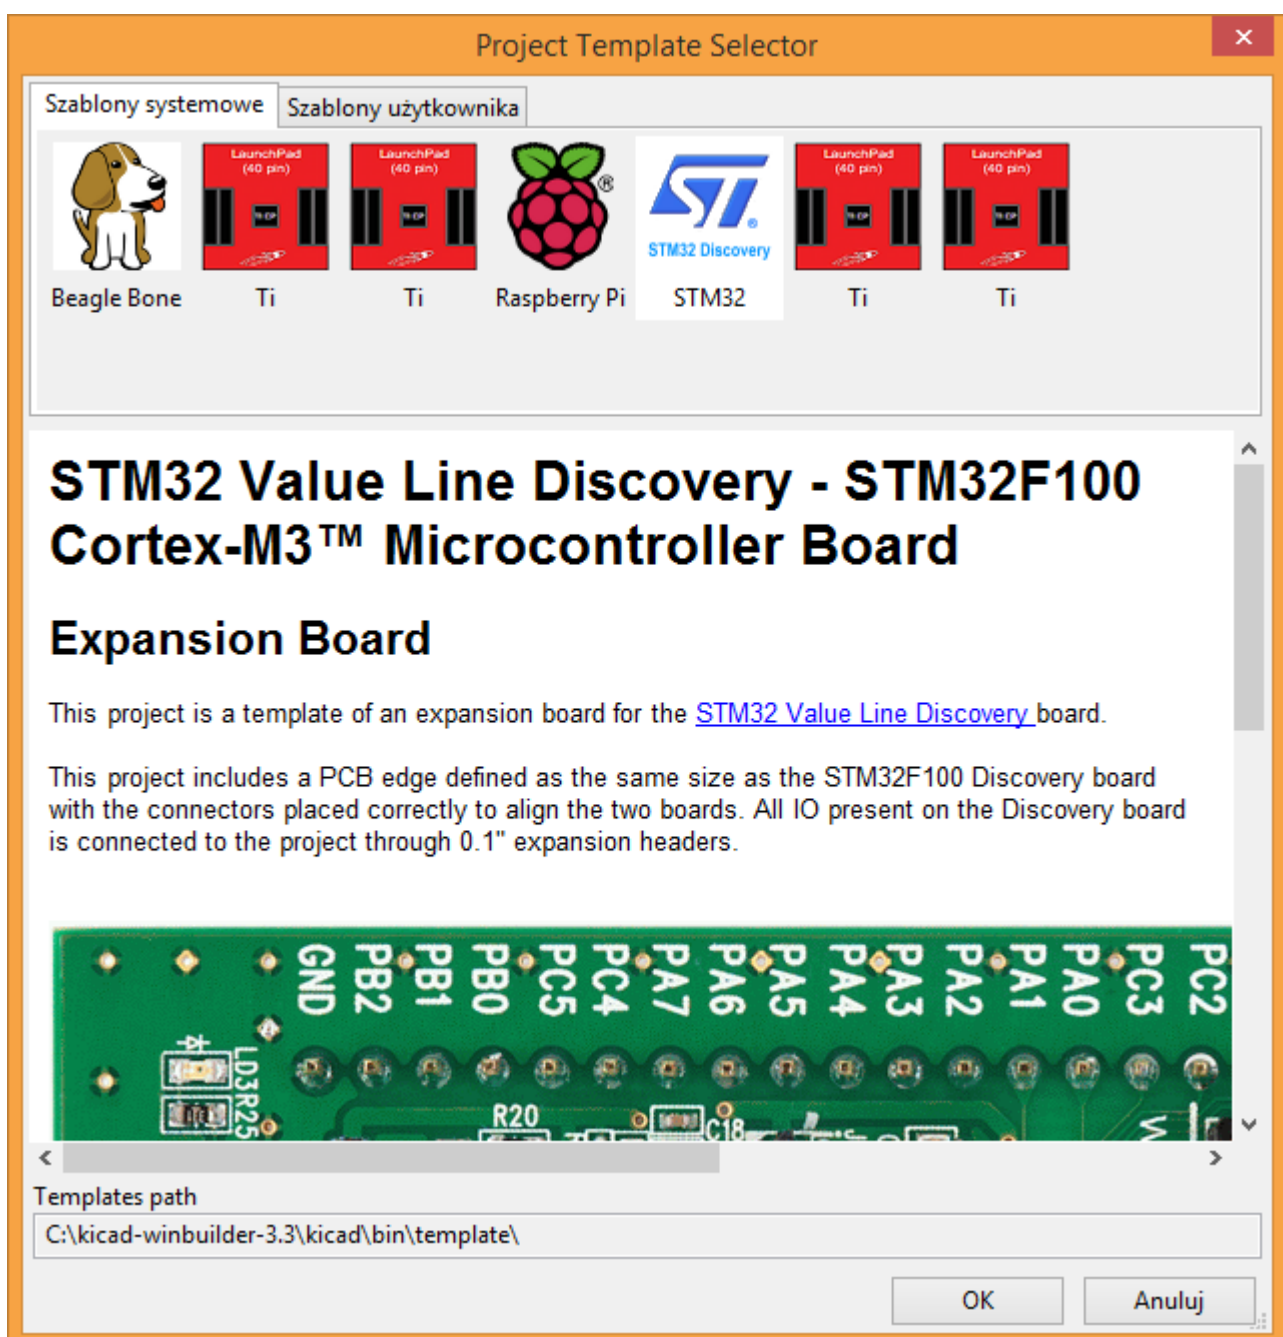 Project Template Selector
Szablony systemowe
Szablony użytkownika
LaunchPad
(40 pin)
LaunchPad
(40 pin)
®
ST
STM32 Discovery
LaunchPad
(40 pin)
LaunchPad
(40 pin)
Beagle Bone
Ti
Ti
Raspberry Pi
STM32
Ti
Ti
STM32 Value Line Discovery - STM32F100
Cortex-M3™ Microcontroller Board
Expansion Board
This project is a template of an expansion board for the STM32 Value Line Discovery board.
This project includes a PCB edge defined as the same size as the STM32F100 Discovery board
with the connectors placed correctly to align the two boards. All IO present on the Discovery board
is connected to the project through 0.1" expansion headers.
GND PB2 PB1 PB0 PC5 PC4 PA7 PA6 PA5 PA4 PA3 PA2 PA1 PA0 PC3 PC2
LD3
R25
R20
C18
Templates path
C:\kicad-winbuilder-3.3\kicad\bin\template\
OK
Anuluj